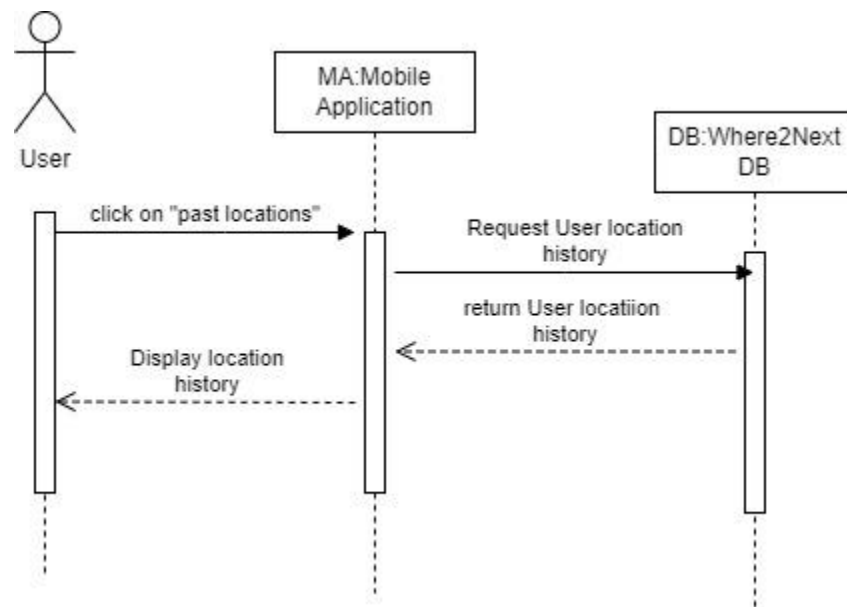 MA:Mobile
Application
DB:Where2Next
DB
User
click on "past locations"
Request User location
history
return User locatiion
history
Display location
history